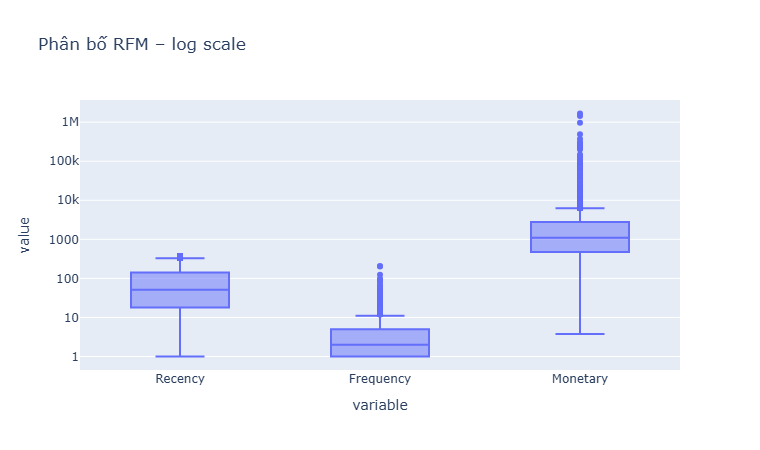 Phân bố RFM – log scale
1M
100k
10k
1000
100
10
1
value
Recency
Frequency
Monetary
variable